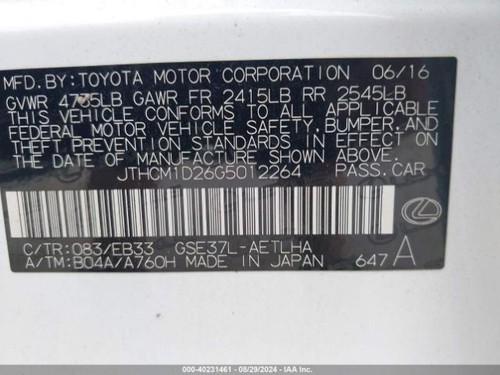 MFD. BY: TOYOTA MOTOR CORPORATION 06/16
GVWR 4735LB GAWR FR 2415LB RR 2545LB
THIS VEHICLE CONFORMS TO ALL APPLICABLE
FEDERAL MOTOR VEHICLE SAFETY, BUMPER, AND
THEFT PREVENTION STANDARDS IN EFFECT ON
THE DATE OF MANUFACTURE SHOWN ABOVE.
JTHCM1D26G5012264 PASS. CAR
C/TR: 083/EB33 GSE37L-AETLHA
A/TM: B04A/A760H MADE IN JAPAN 647 A
000-40231461 - 08/29/2024 - IAA Inc.